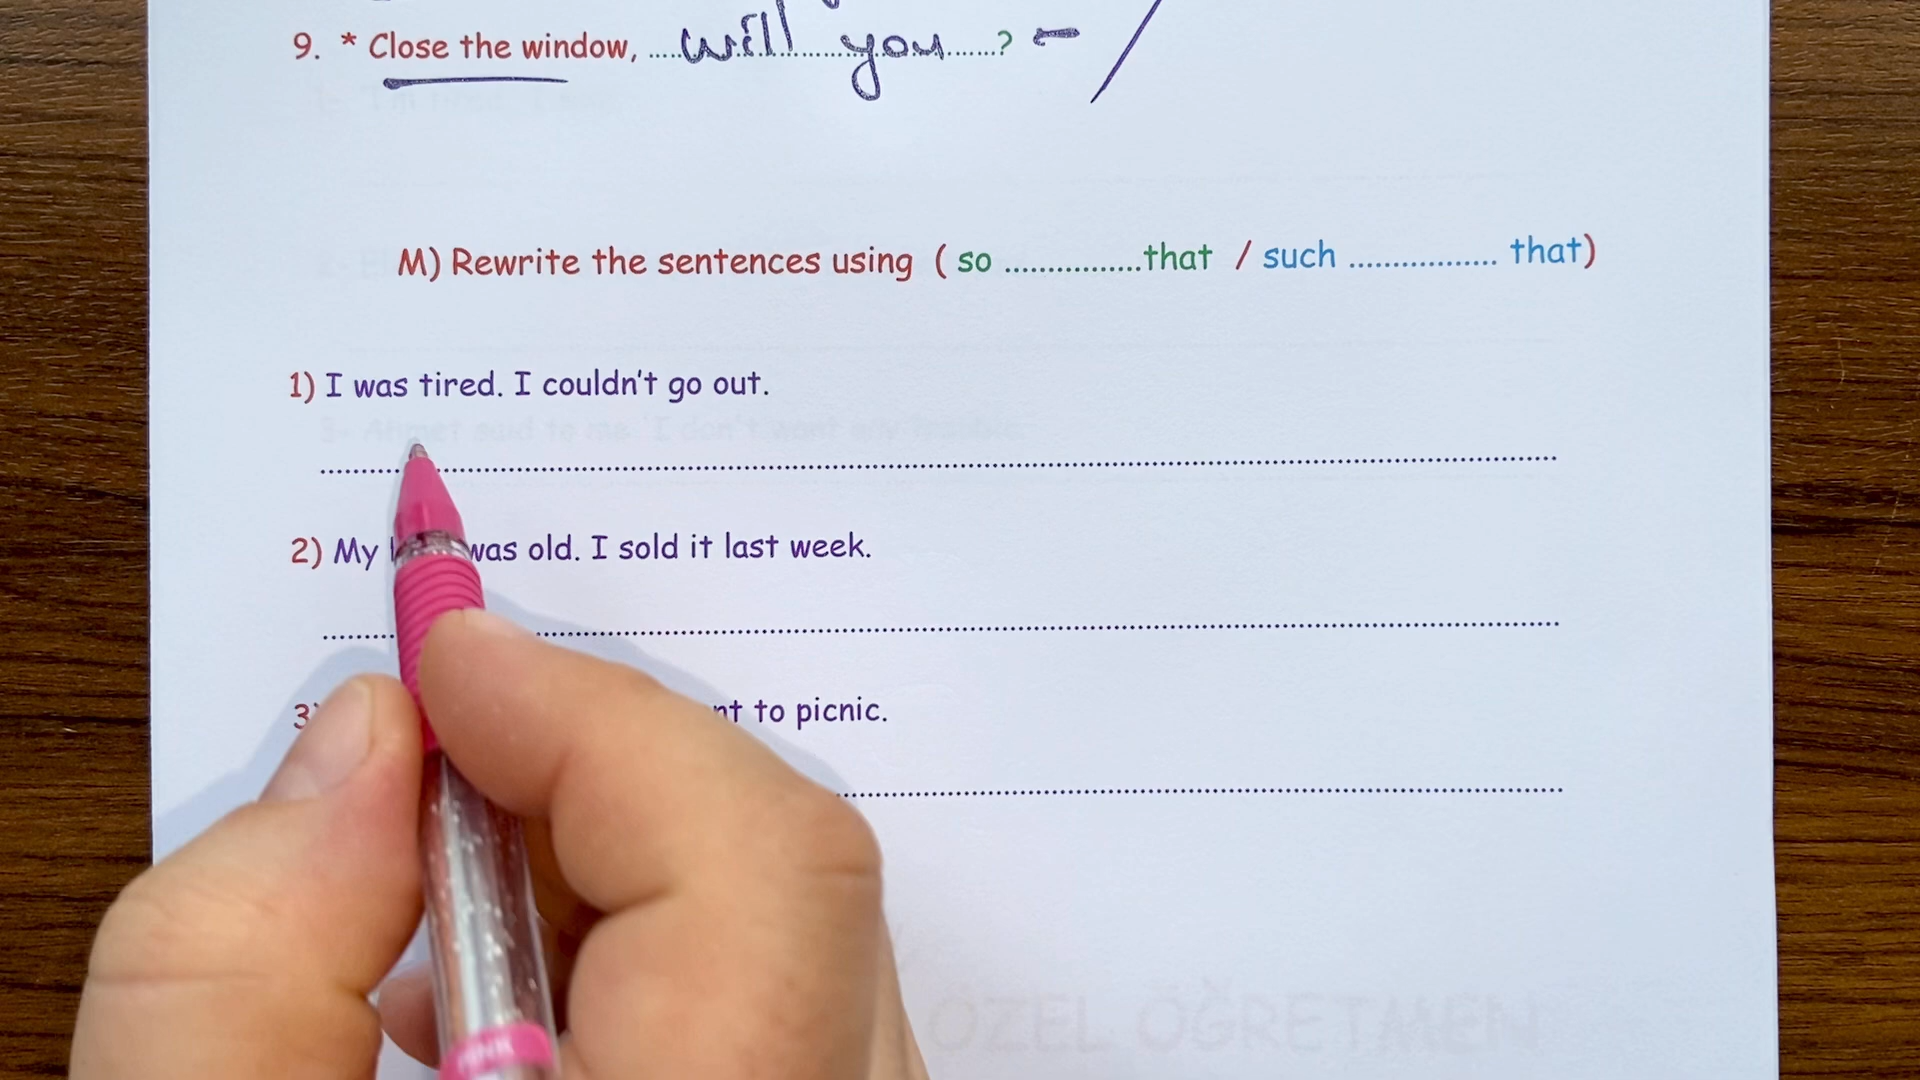 9. * Close the window, .....will you.......? -
M) Rewrite the sentences using ( so ................that / such ................. that)
1) I was tired. I couldn't go out.
2) My was old. I sold it last week.
3) to picnic.
ÖZEL ÖĞRETMEN